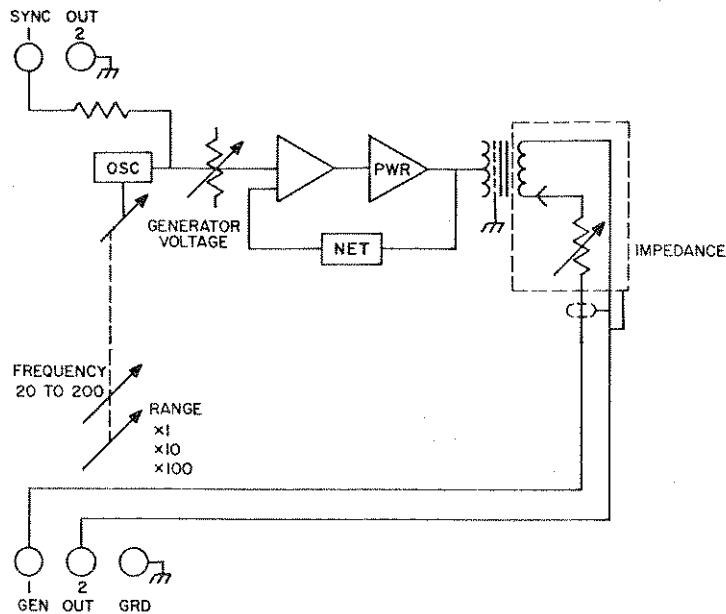 SYNC OUT
1 2
OSC
GENERATOR
VOLTAGE
PWR
NET
IMPEDANCE
FREQUENCY
20 TO 200
RANGE
×1
×10
×100
1 2
GEN OUT GRD